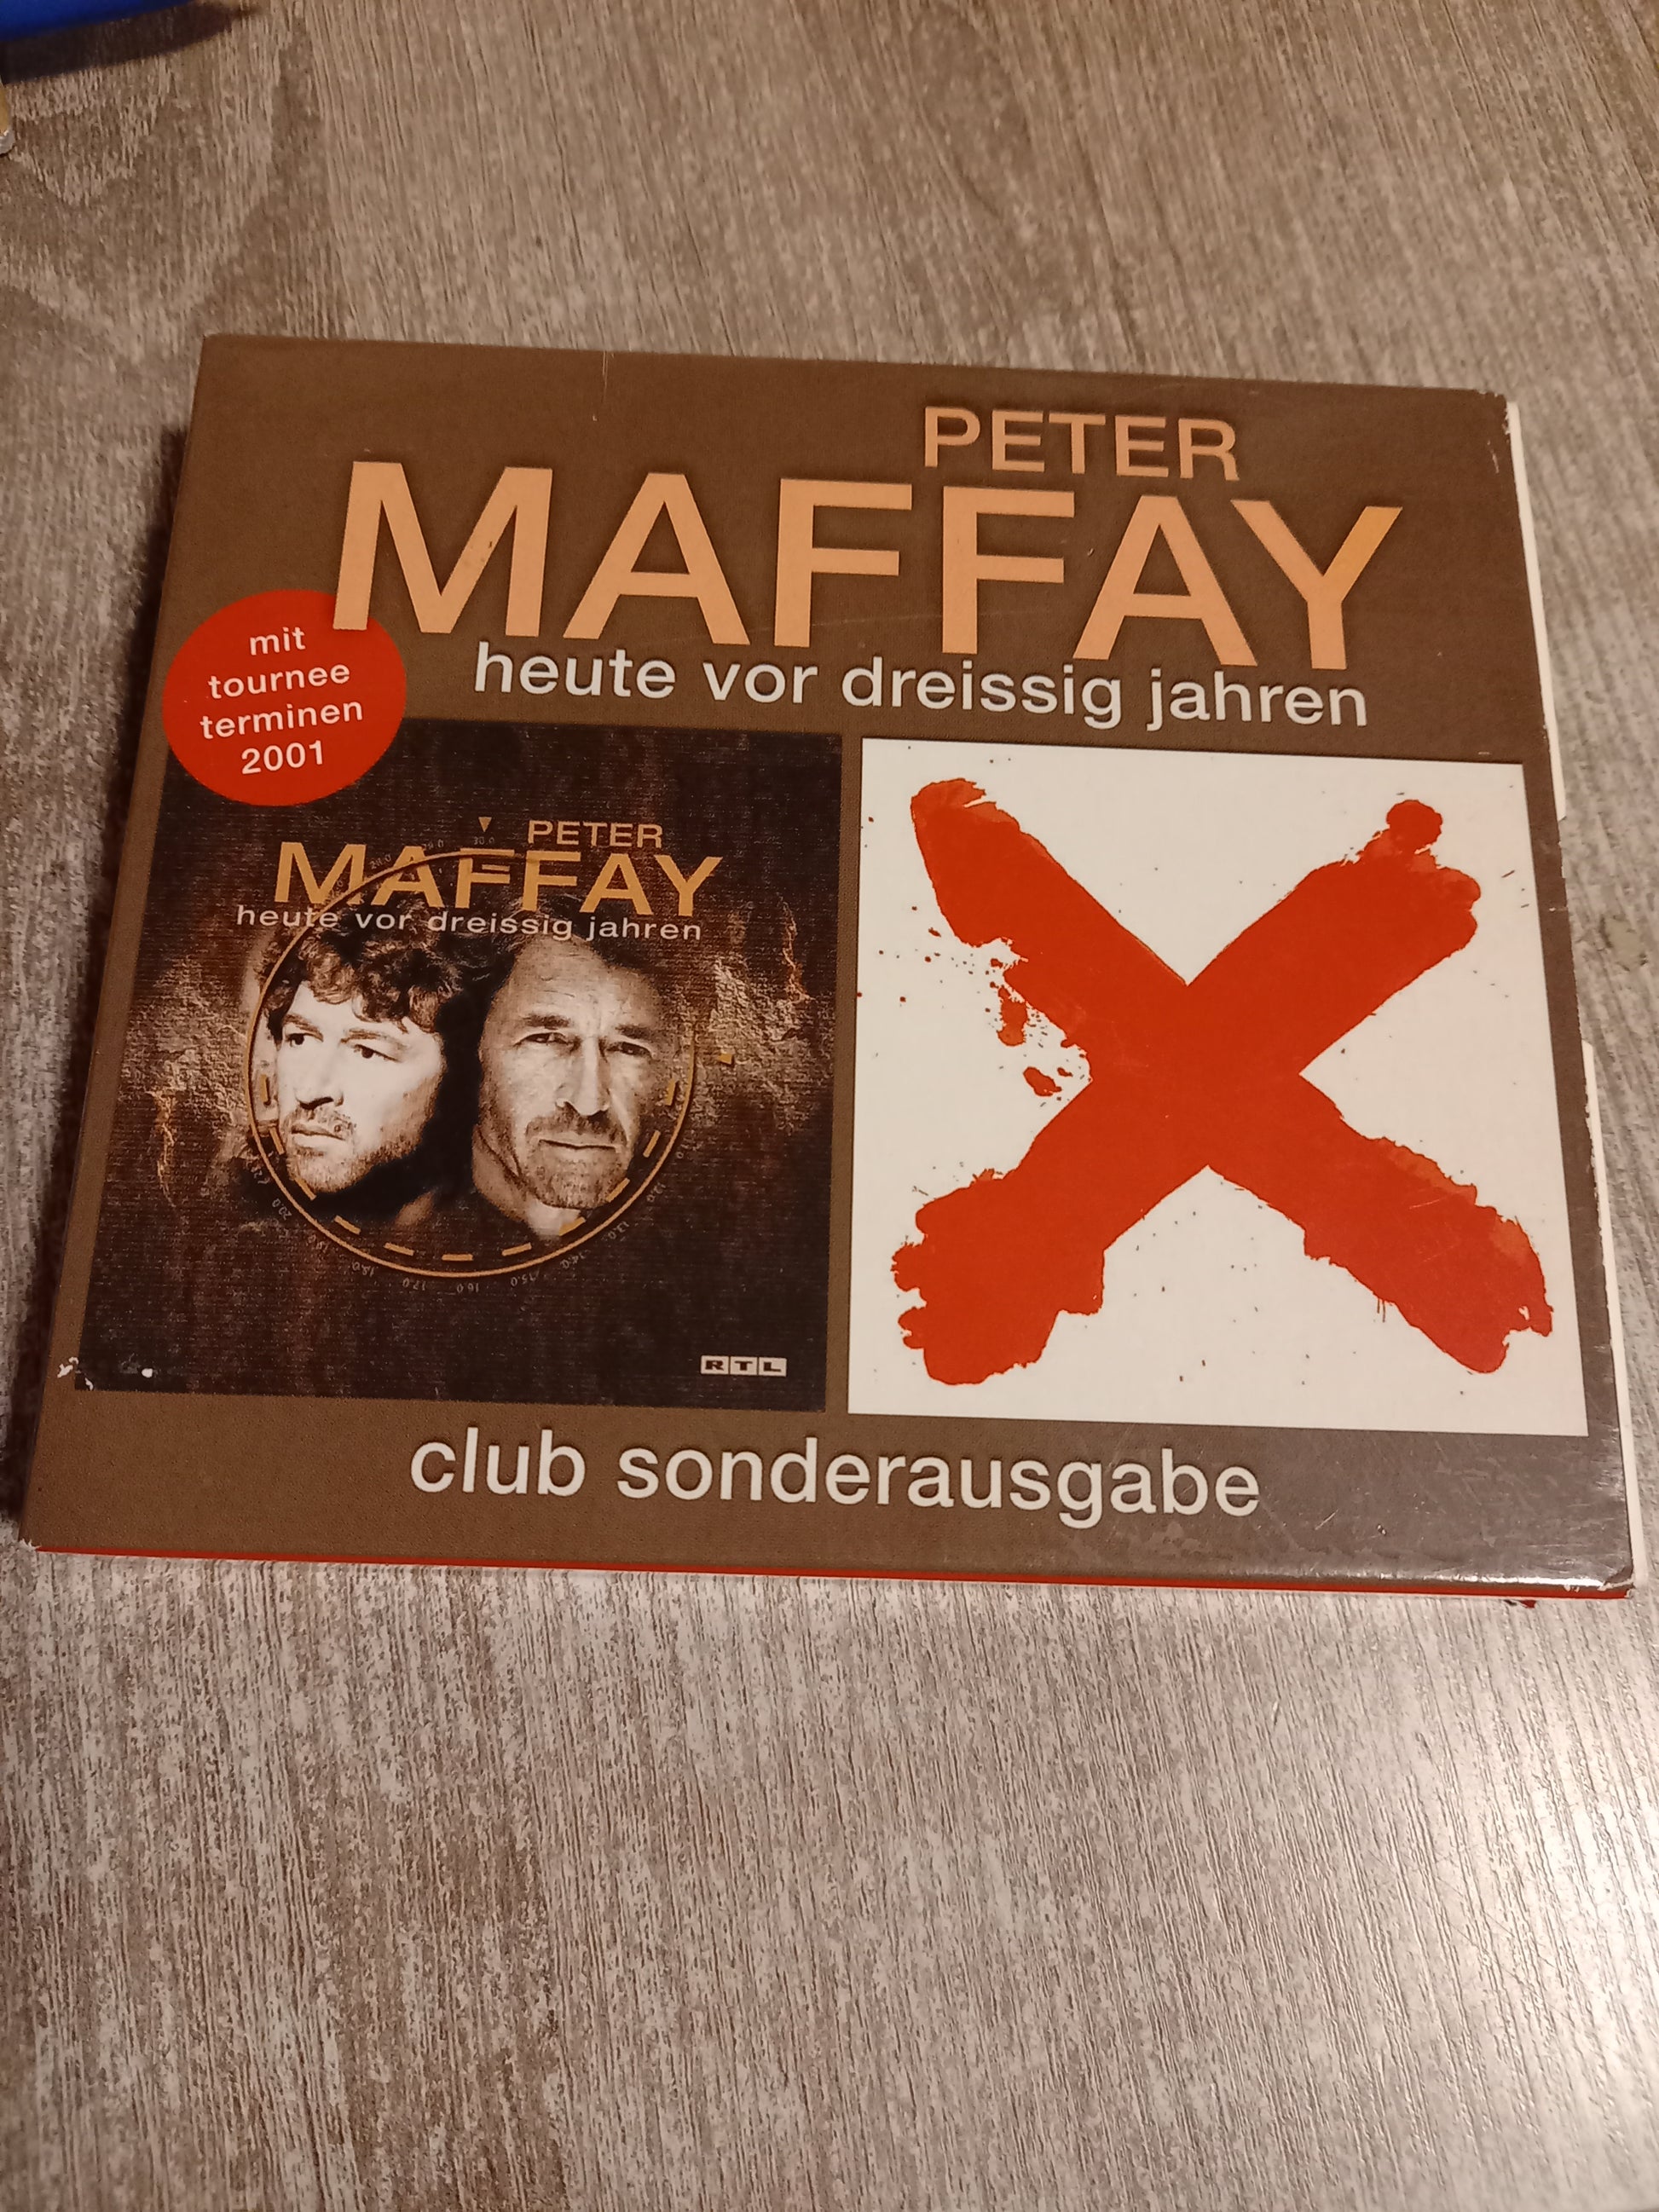 PETER
MAFFAY
heute vor dreissig jahren
mit
tournee
terminen
2001
PETER
MAFFAY
heute vor dreissig jahren
RTL
club sonderausgabe